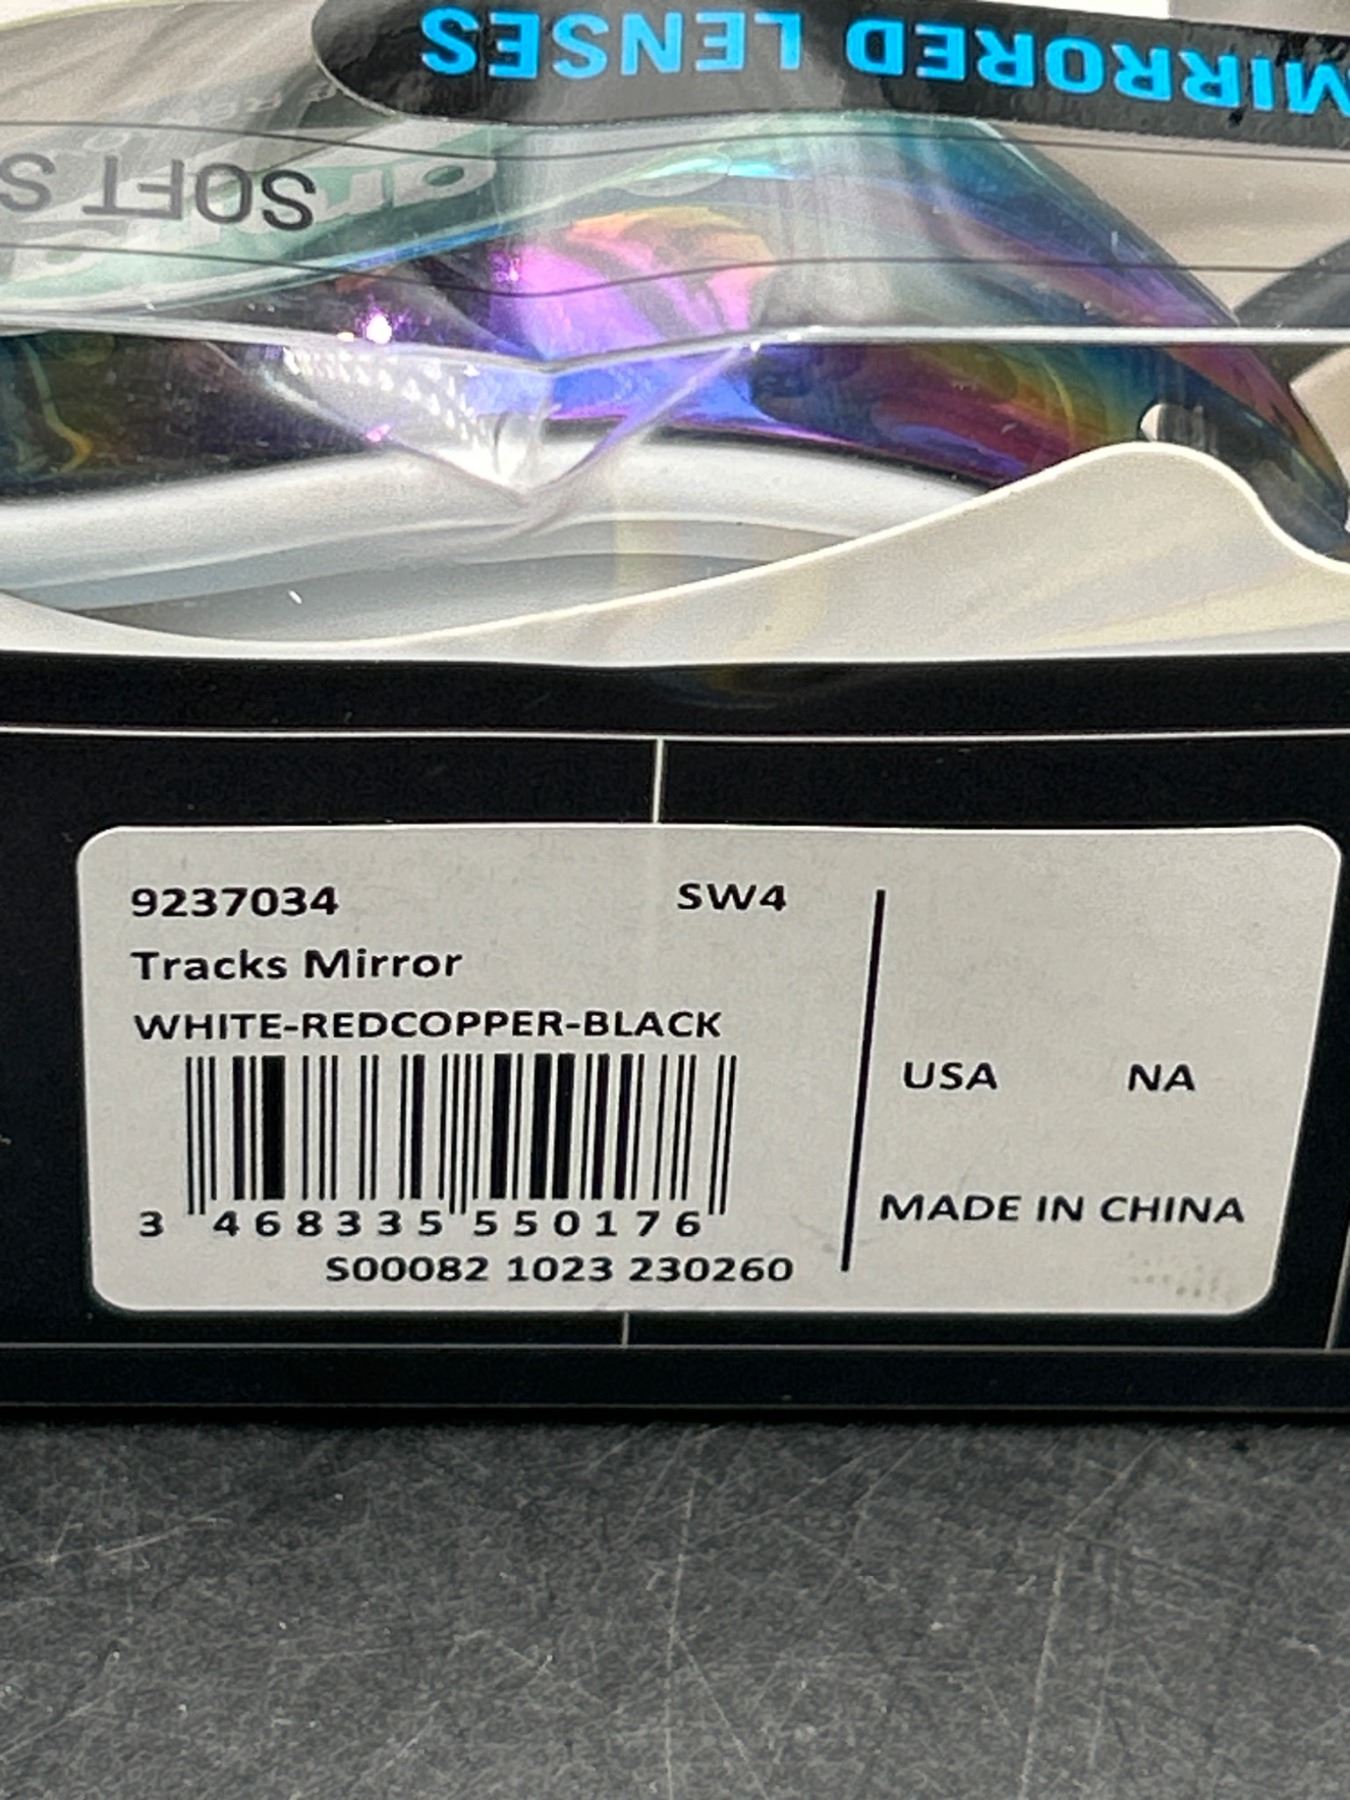 MIRRORED LENSES
SOFT S
arena
9237034
SW4
Tracks Mirror
WHITE-REDCOPPER-BLACK
USA NA
3 468335 550176
MADE IN CHINA
S00082 1023 230260